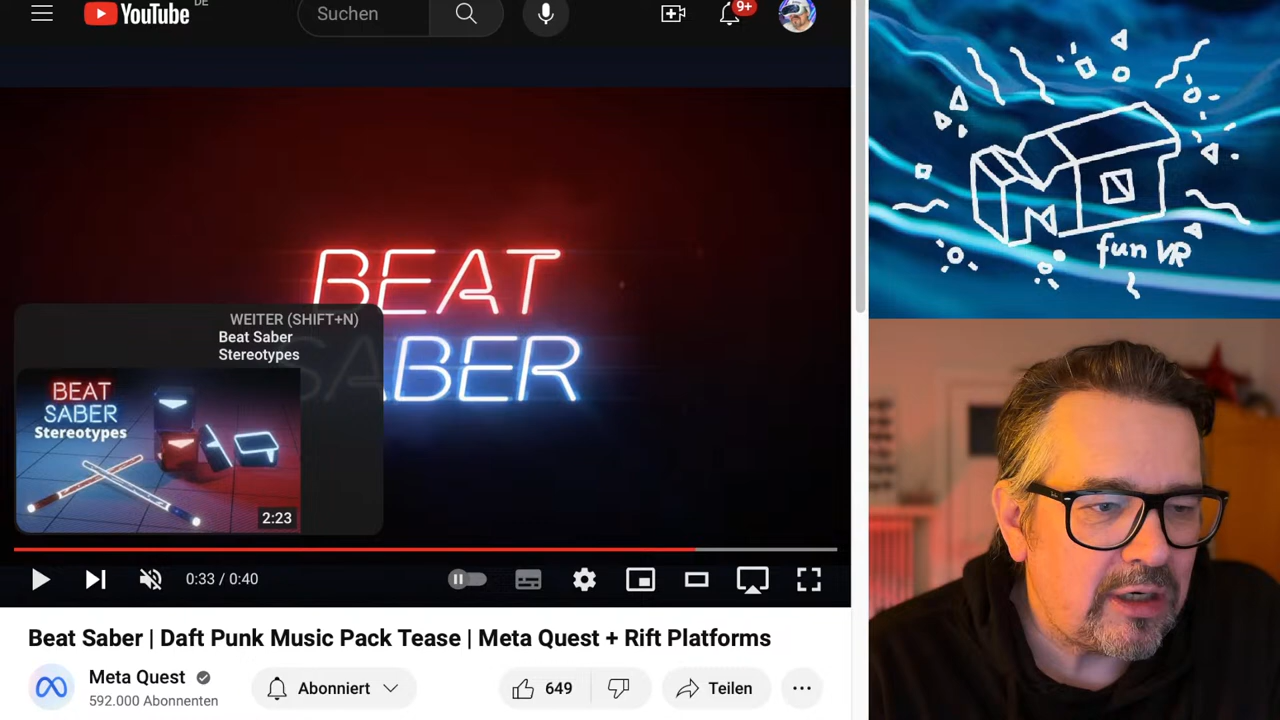 YouTube DE
Suchen
9+
BEAT
SABER
WEITER (SHIFT+N)
Beat Saber
Stereotypes
BEAT
SABER
Stereotypes
2:23
0:33 / 0:40
Beat Saber | Daft Punk Music Pack Tease | Meta Quest + Rift Platforms
Meta Quest
592.000 Abonnenten
Abonniert
649
Teilen
fun VR
Ray-Ban